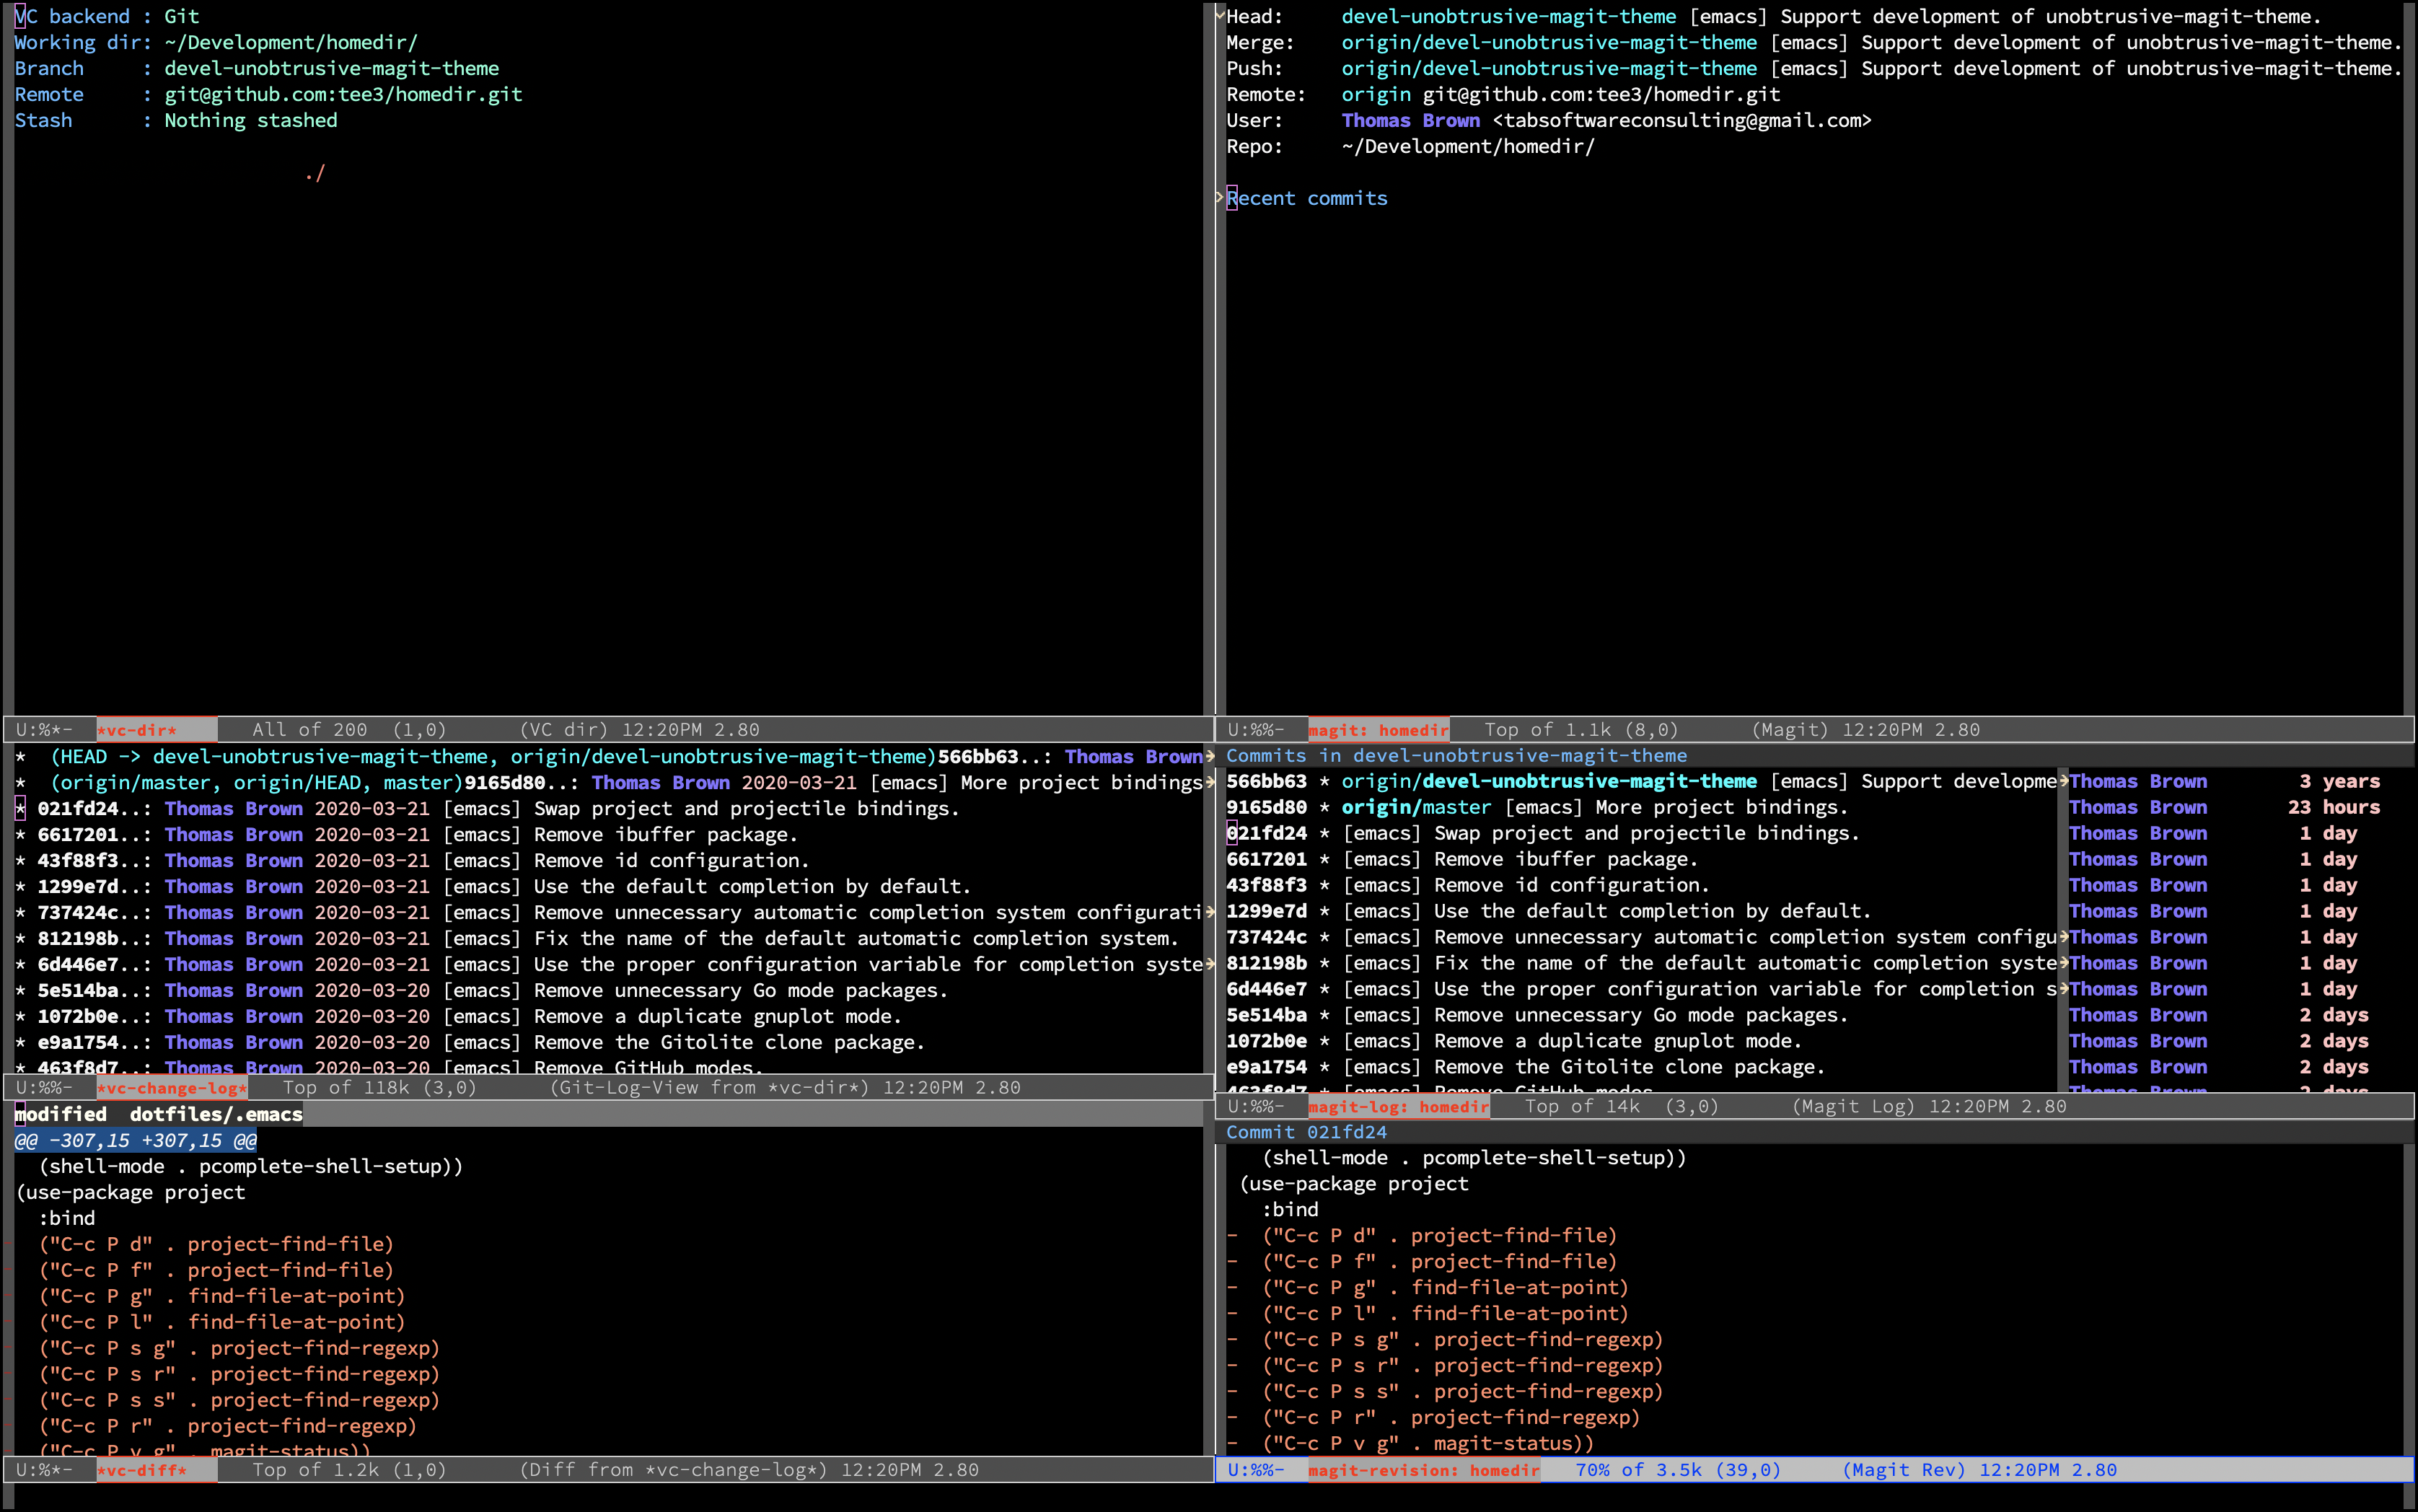 VC backend : Git
Working dir: ~/Development/homedir/
Branch     : devel-unobtrusive-magit-theme
Remote     : git@github.com:tee3/homedir.git
Stash      : Nothing stashed
./
U:%*-  *vc-dir*  All of 200  (1,0)  (VC dir) 12:20PM 2.80
*  (HEAD -> devel-unobtrusive-magit-theme, origin/devel-unobtrusive-magit-theme)566bb63..: Thomas Brown
*  (origin/master, origin/HEAD, master)9165d80..: Thomas Brown 2020-03-21 [emacs] More project bindings
* 021fd24..: Thomas Brown 2020-03-21 [emacs] Swap project and projectile bindings.
* 6617201..: Thomas Brown 2020-03-21 [emacs] Remove ibuffer package.
* 43f88f3..: Thomas Brown 2020-03-21 [emacs] Remove id configuration.
* 1299e7d..: Thomas Brown 2020-03-21 [emacs] Use the default completion by default.
* 737424c..: Thomas Brown 2020-03-21 [emacs] Remove unnecessary automatic completion system configurati
* 812198b..: Thomas Brown 2020-03-21 [emacs] Fix the name of the default automatic completion system.
* 6d446e7..: Thomas Brown 2020-03-21 [emacs] Use the proper configuration variable for completion syste
* 5e514ba..: Thomas Brown 2020-03-20 [emacs] Remove unnecessary Go mode packages.
* 1072b0e..: Thomas Brown 2020-03-20 [emacs] Remove a duplicate gnuplot mode.
* e9a1754..: Thomas Brown 2020-03-20 [emacs] Remove the Gitolite clone package.
* 463f8d7..: Thomas Brown 2020-03-20 [emacs] Remove GitHub modes.
U:%%-  *vc-change-log*  Top of 118k (3,0)  (Git-Log-View from *vc-dir*) 12:20PM 2.80
modified  dotfiles/.emacs
@@ -307,15 +307,15 @@
(shell-mode . pcomplete-shell-setup))
(use-package project
:bind
("C-c P d" . project-find-file)
("C-c P f" . project-find-file)
("C-c P g" . find-file-at-point)
("C-c P l" . find-file-at-point)
("C-c P s g" . project-find-regexp)
("C-c P s r" . project-find-regexp)
("C-c P s s" . project-find-regexp)
("C-c P r" . project-find-regexp)
("C-c P v g" . magit-status))
U:%*-  *vc-diff*  Top of 1.2k (1,0)  (Diff from *vc-change-log*) 12:20PM 2.80
Head:     devel-unobtrusive-magit-theme [emacs] Support development of unobtrusive-magit-theme.
Merge:    origin/devel-unobtrusive-magit-theme [emacs] Support development of unobtrusive-magit-theme.
Push:     origin/devel-unobtrusive-magit-theme [emacs] Support development of unobtrusive-magit-theme.
Remote:   origin git@github.com:tee3/homedir.git
User:     Thomas Brown <tabsoftwareconsulting@gmail.com>
Repo:     ~/Development/homedir/
Recent commits
U:%%-  magit: homedir  Top of 1.1k (8,0)  (Magit) 12:20PM 2.80
Commits in devel-unobtrusive-magit-theme
566bb63 * origin/devel-unobtrusive-magit-theme [emacs] Support developme Thomas Brown 3 years
9165d80 * origin/master [emacs] More project bindings. Thomas Brown 23 hours
021fd24 * [emacs] Swap project and projectile bindings. Thomas Brown 1 day
6617201 * [emacs] Remove ibuffer package. Thomas Brown 1 day
43f88f3 * [emacs] Remove id configuration. Thomas Brown 1 day
1299e7d * [emacs] Use the default completion by default. Thomas Brown 1 day
737424c * [emacs] Remove unnecessary automatic completion system configu Thomas Brown 1 day
812198b * [emacs] Fix the name of the default automatic completion syste Thomas Brown 1 day
6d446e7 * [emacs] Use the proper configuration variable for completion s Thomas Brown 1 day
5e514ba * [emacs] Remove unnecessary Go mode packages. Thomas Brown 2 days
1072b0e * [emacs] Remove a duplicate gnuplot mode. Thomas Brown 2 days
e9a1754 * [emacs] Remove the Gitolite clone package. Thomas Brown 2 days
463f8d7 * [emacs] Remove GitHub modes. Thomas Brown 2 days
U:%%-  magit-log: homedir  Top of 14k  (3,0)  (Magit Log) 12:20PM 2.80
Commit 021fd24
(shell-mode . pcomplete-shell-setup))
(use-package project
:bind
-  ("C-c P d" . project-find-file)
-  ("C-c P f" . project-find-file)
-  ("C-c P g" . find-file-at-point)
-  ("C-c P l" . find-file-at-point)
-  ("C-c P s g" . project-find-regexp)
-  ("C-c P s r" . project-find-regexp)
-  ("C-c P s s" . project-find-regexp)
-  ("C-c P r" . project-find-regexp)
-  ("C-c P v g" . magit-status))
U:%%-  magit-revision: homedir  70% of 3.5k (39,0)  (Magit Rev) 12:20PM 2.80